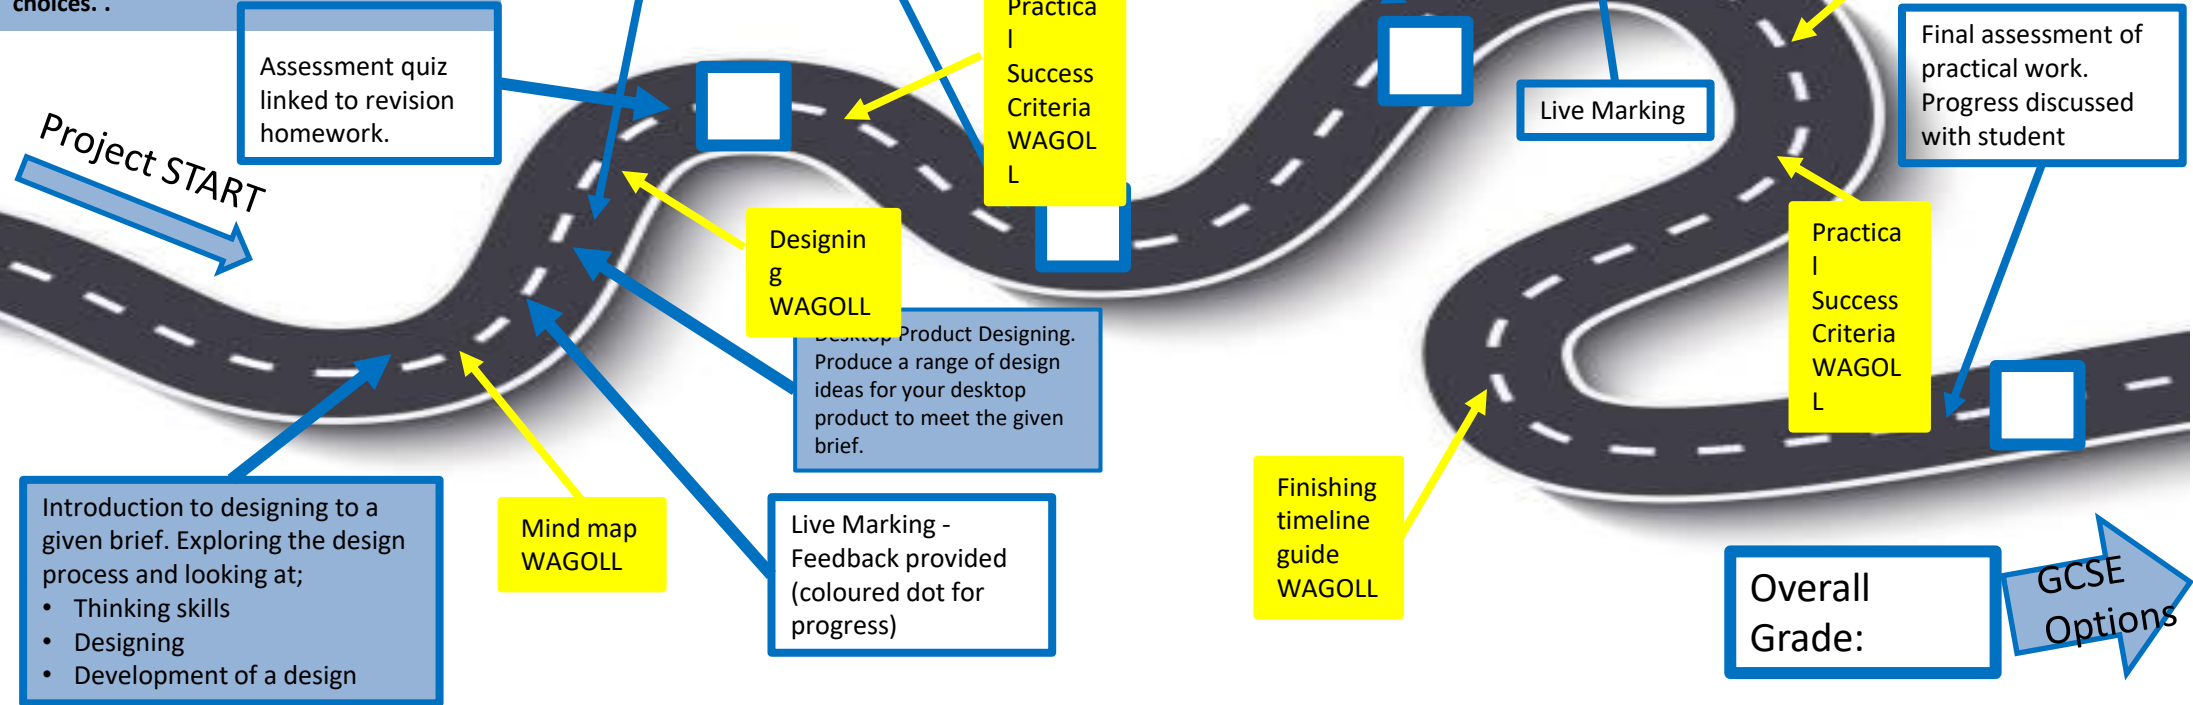 choices. .
Assessment quiz
linked to revision
homework.
Project START
Practica
l
Success
Criteria
WAGOL
L
Live Marking
Final assessment of
practical work.
Progress discussed
with student
Designin
g
WAGOLL
Desktop Product Designing.
Produce a range of design
ideas for your desktop
product to meet the given
brief.
Practica
l
Success
Criteria
WAGOL
L
Introduction to designing to a
given brief. Exploring the design
process and looking at;
• Thinking skills
• Designing
• Development of a design
Mind map
WAGOLL
Live Marking -
Feedback provided
(coloured dot for
progress)
Finishing
timeline
guide
WAGOLL
Overall
Grade:
GCSE
Options